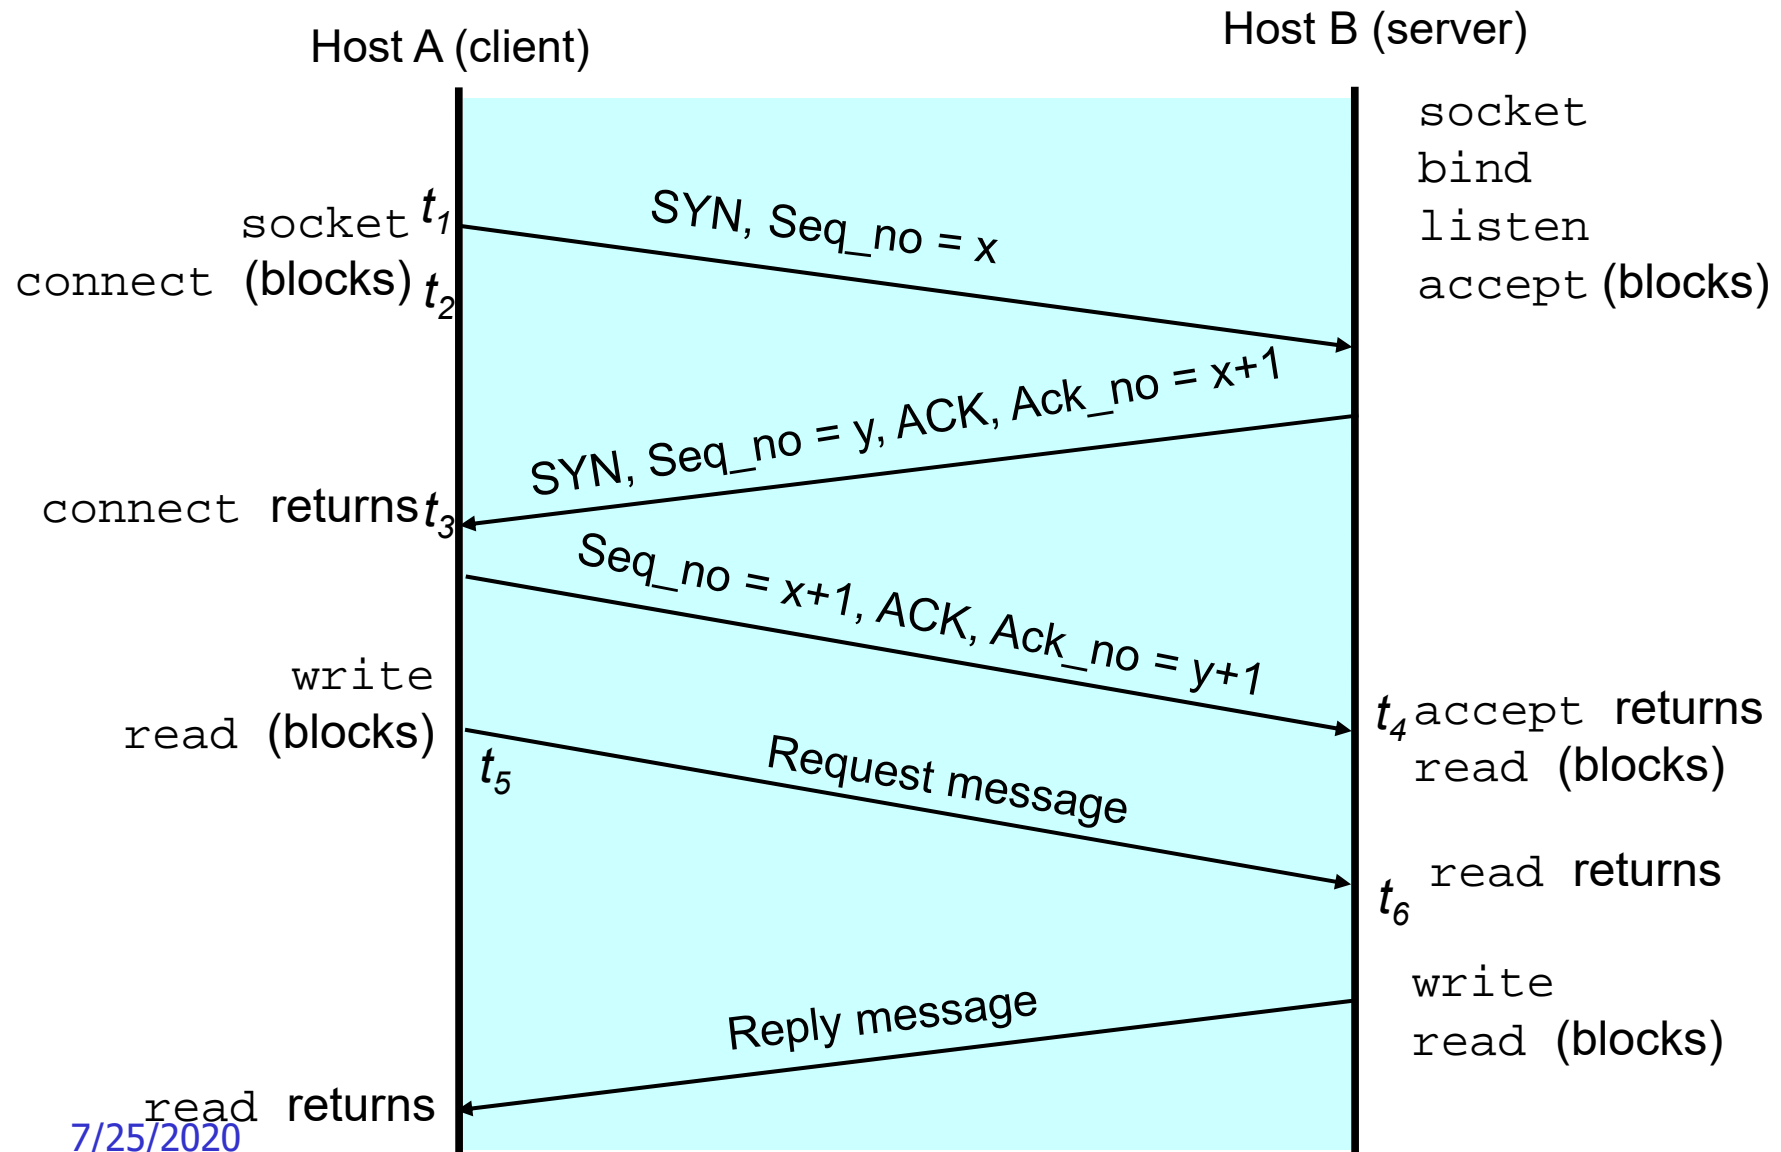 Host A (client)
Host B (server)
socket
bind
listen
accept (blocks)
socket t1
connect (blocks) t2
SYN, Seq_no = x
SYN, Seq_no = y, ACK, Ack_no = x+1
connect returns t3
Seq_no = x+1, ACK, Ack_no = y+1
write
read (blocks)
t4 accept returns
read (blocks)
t5
Request message
t6 read returns
write
read (blocks)
Reply message
read returns
7/25/2020